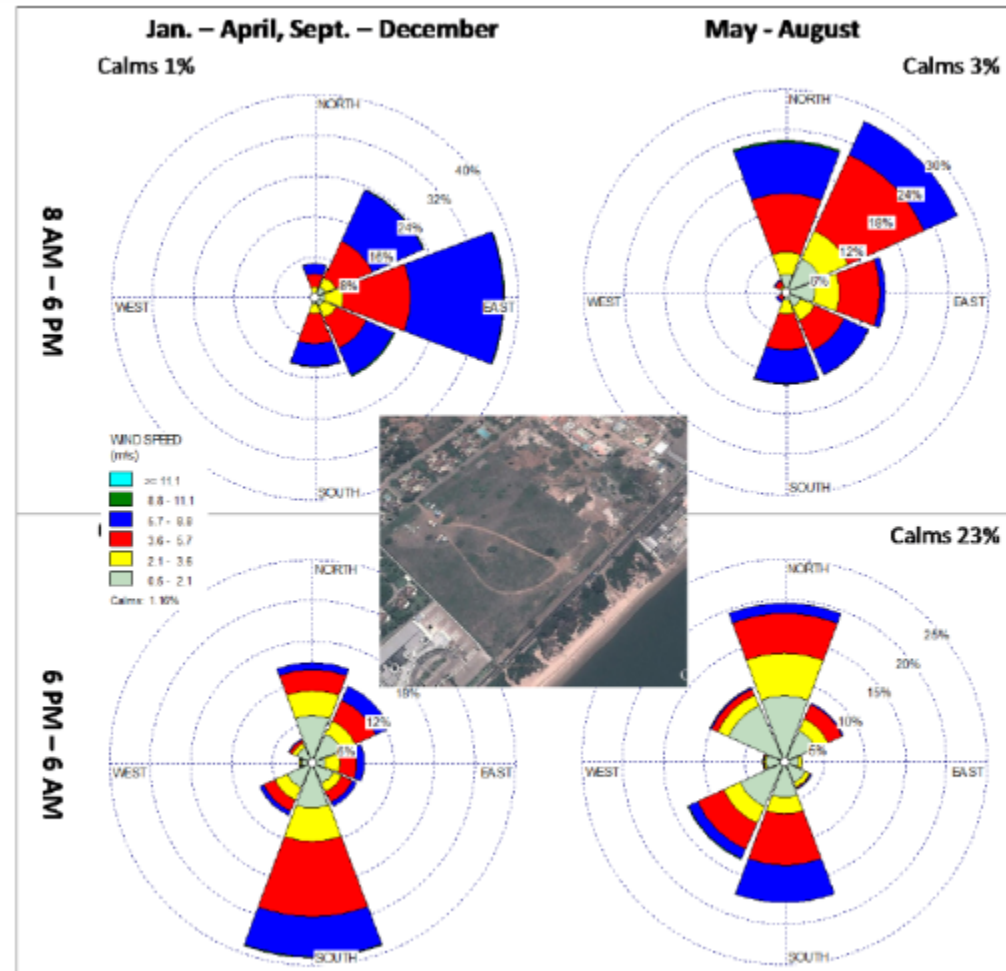 Jan. – April, Sept. – December
May - August
Calms 1%
Calms 3%
8 AM – 6 PM
NORTH
40%
32%
24%
16%
8%
WEST
EAST
SOUTH
NORTH
30%
24%
18%
12%
6%
WEST
EAST
SOUTH
WIND SPEED
(m/s)
>= 11.1
8.8 - 11.1
5.7 - 8.8
3.6 - 5.7
2.1 - 3.6
0.5 - 2.1
Calms: 1.16%
Calms 23%
6 PM – 6 AM
NORTH
18%
12%
6%
WEST
EAST
SOUTH
NORTH
25%
20%
15%
10%
5%
WEST
EAST
SOUTH